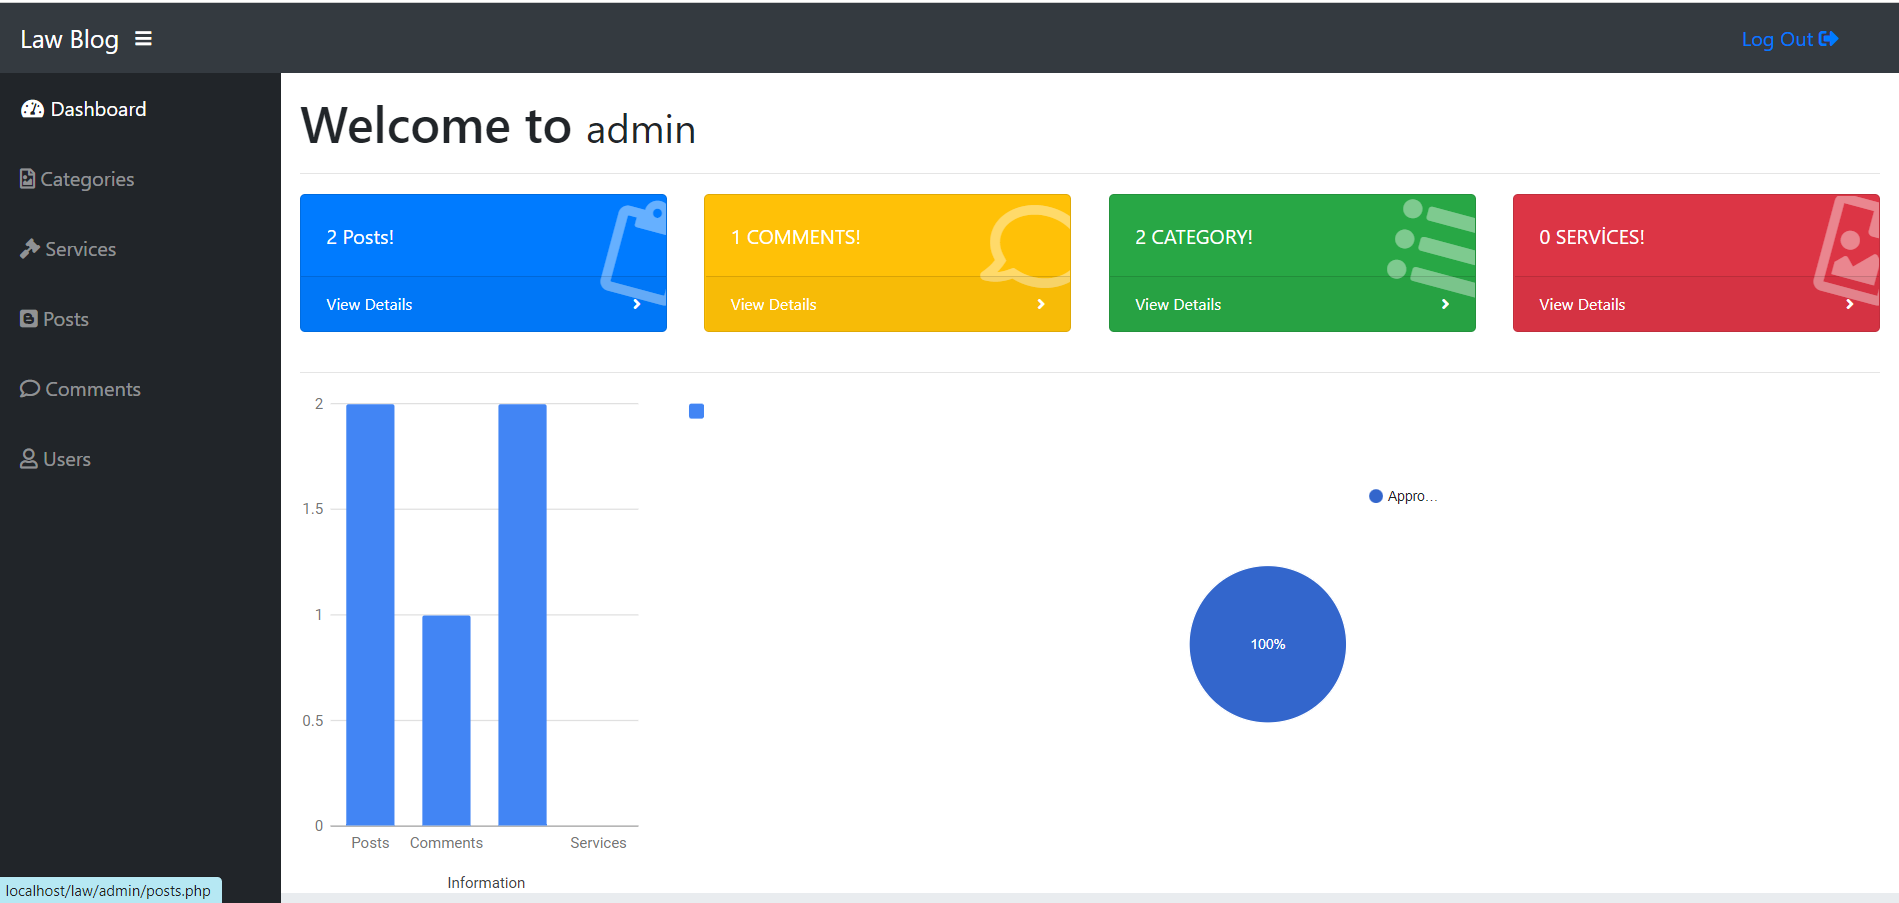 Law Blog
Log Out
Dashboard
Categories
Services
Posts
Comments
Users
Welcome to admin
2 Posts!
View Details
1 COMMENTS!
View Details
2 CATEGORY!
View Details
0 SERVİCES!
View Details
2
1.5
1
0.5
0
Posts Comments Services
Information
Appro...
100%
localhost/law/admin/posts.php